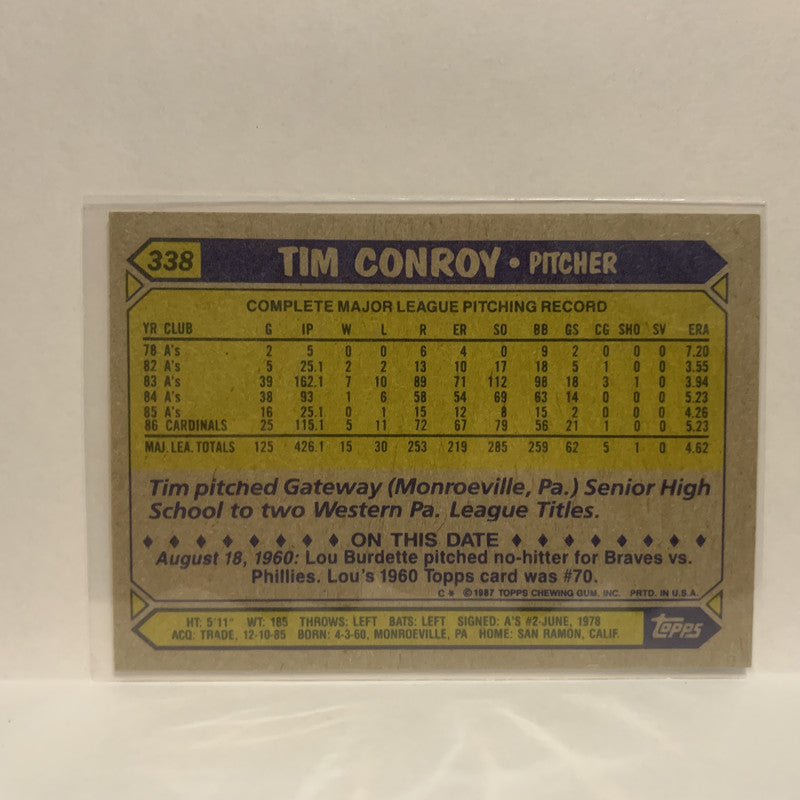 338 TIM CONROY • PITCHER
COMPLETE MAJOR LEAGUE PITCHING RECORD
YR CLUB G IP W L R ER SO BB GS CG SHO SV ERA
78 A's 2 5 0 0 6 4 0 9 2 0 0 0 7.20
82 A's 5 25.1 2 2 13 10 17 18 5 1 0 0 3.55
83 A's 39 162.1 7 10 89 71 112 98 18 3 1 0 3.94
84 A's 38 93 1 6 58 54 69 63 14 0 0 0 5.23
85 A's 16 25.1 0 1 15 12 8 15 2 0 0 0 4.26
86 CARDINALS 25 115.1 5 11 72 67 79 56 21 1 0 0 5.23
MAJ. LEA. TOTALS 125 426.1 15 30 253 219 285 259 62 5 1 0 4.62
Tim pitched Gateway (Monroeville, Pa.) Senior High
School to two Western Pa. League Titles.
♦ ♦ ♦ ♦ ♦ ♦ ♦ ♦ ON THIS DATE ♦ ♦ ♦ ♦ ♦ ♦ ♦ ♦
August 18, 1960: Lou Burdette pitched no-hitter for Braves vs.
Phillies. Lou's 1960 Topps card was #70.
C* ©1987 TOPPS CHEWING GUM, INC. PRTD. IN U.S.A.
HT: 5'11" WT: 185 THROWS: LEFT BATS: LEFT SIGNED: A'S #2-JUNE, 1978
ACQ: TRADE, 12-10-85 BORN: 4-3-60, MONROEVILLE, PA HOME: SAN RAMON, CALIF.
Topps